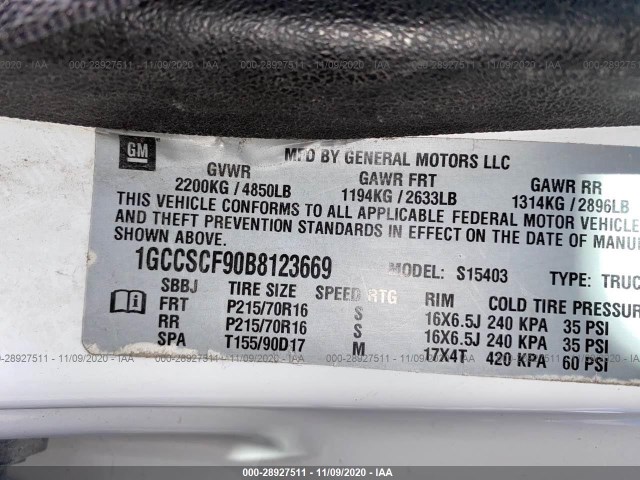 000-28927511 - 11/09/2020 - IAA
GM
MFD BY GENERAL MOTORS LLC
GVWR GAWR FRT GAWR RR
2200KG / 4850LB 1194KG / 2633LB 1314KG / 2896LB
THIS VEHICLE CONFORMS TO ALL APPLICABLE FEDERAL MOTOR VEHICLE
AND THEFT PREVENTION STANDARDS IN EFFECT ON THE DATE OF MANU
SHOWN ABOVE.
1GCCSCF90B8123669 MODEL: S15403 TYPE: TRUC
SBBJ TIRE SIZE SPEED RTG RIM COLD TIRE PRESSUR
FRT P215/70R16 S 16X6.5J 240 KPA 35 PSI
RR P215/70R16 S 16X6.5J 240 KPA 35 PSI
SPA T155/90D17 M 17X4T 420 KPA 60 PSI
000-28927511 - 11/09/2020 - IAA